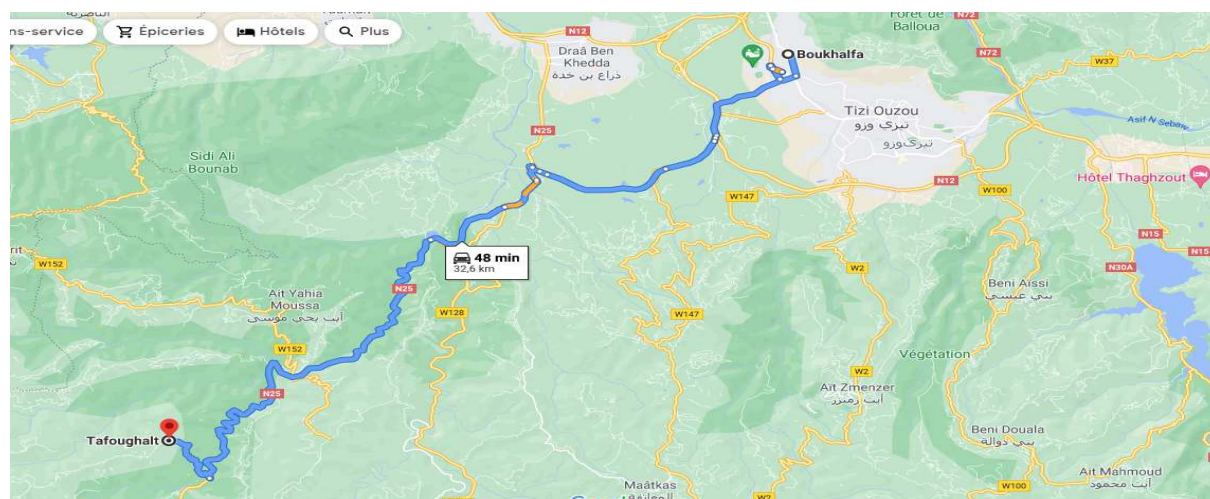 ns-service
Épiceries
Hôtels
Plus
الناصرية
Forêt de
Balloua
N72
Boukhalfa
Draâ Ben
Khedda
ذراع بن خدة
N72
W37
N25
Tizi Ouzou
تيزي وزو
تيزي وزو
Asif N Sebaw
Sidi Ali
Bounab
Hôtel Thaghzout
N12
N12
W100
W147
N15
N15
48 min
32,6 km
W152
W2
N30A
Beni Aissi
بني عيسي
Ait Yahia
Moussa
آيت يحي موسى
N25
W128
W147
W152
Végétation
W2
Aït Zmenzer
آيت زمنزر
N25
Tafoughalt
Beni Douala
بني دوالة
Ait Mahmoud
آيت محمود
Maâtkas
المعاتقة
W100
W2